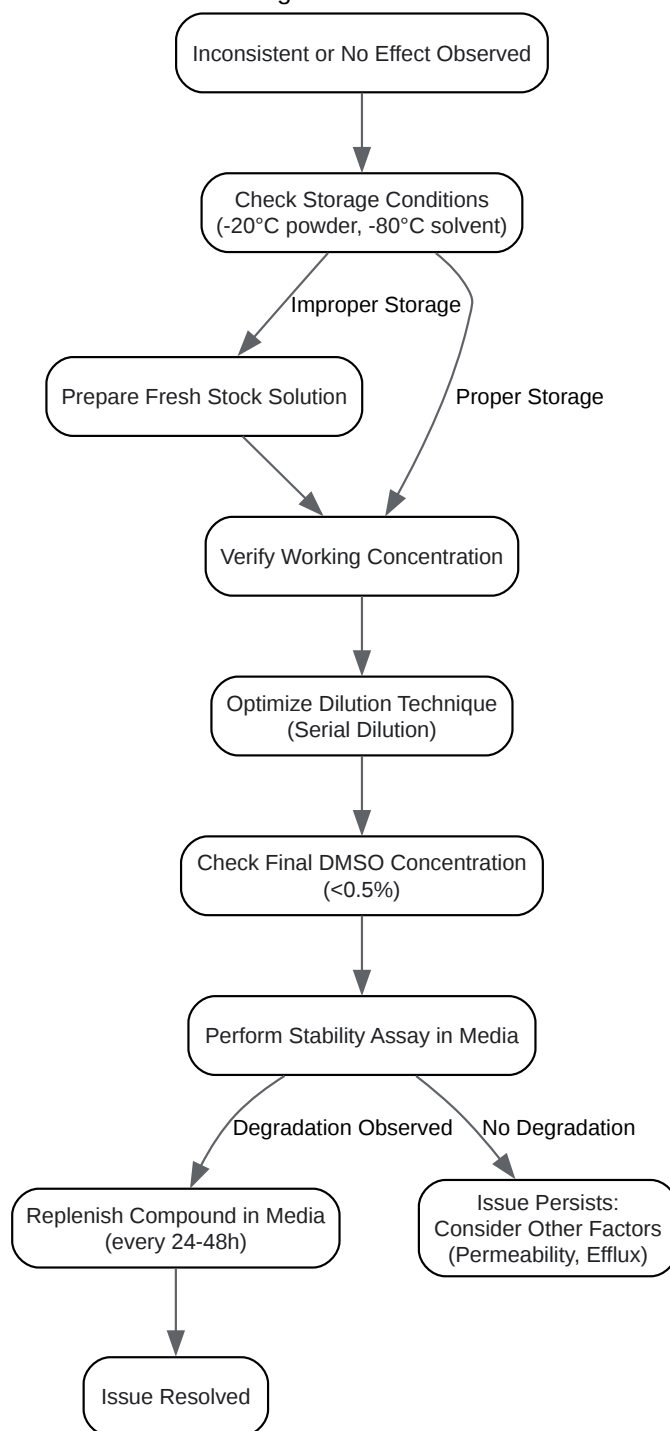 Inconsistent or No Effect Observed
Check Storage Conditions
(-20°C powder, -80°C solvent)
Improper Storage
Prepare Fresh Stock Solution
Proper Storage
Verify Working Concentration
Optimize Dilution Technique
(Serial Dilution)
Check Final DMSO Concentration
(<0.5%)
Perform Stability Assay in Media
Degradation Observed
No Degradation
Replenish Compound in Media
(every 24-48h)
Issue Persists:
Consider Other Factors
(Permeability, Efflux)
Issue Resolved